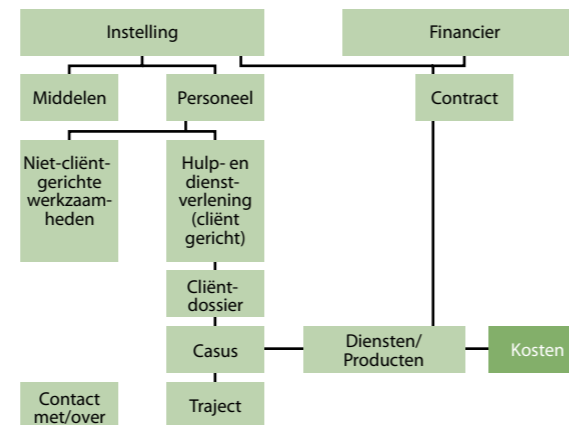 Instelling
Financier
Middelen
Personeel
Contract
Niet-cliënt-
gerichte
werkzaam-
heden
Hulp- en
dienst-
verlening
(cliënt
gericht)
Cliënt-
dossier
Casus
Diensten/
Producten
Kosten
Contact
met/over
Traject